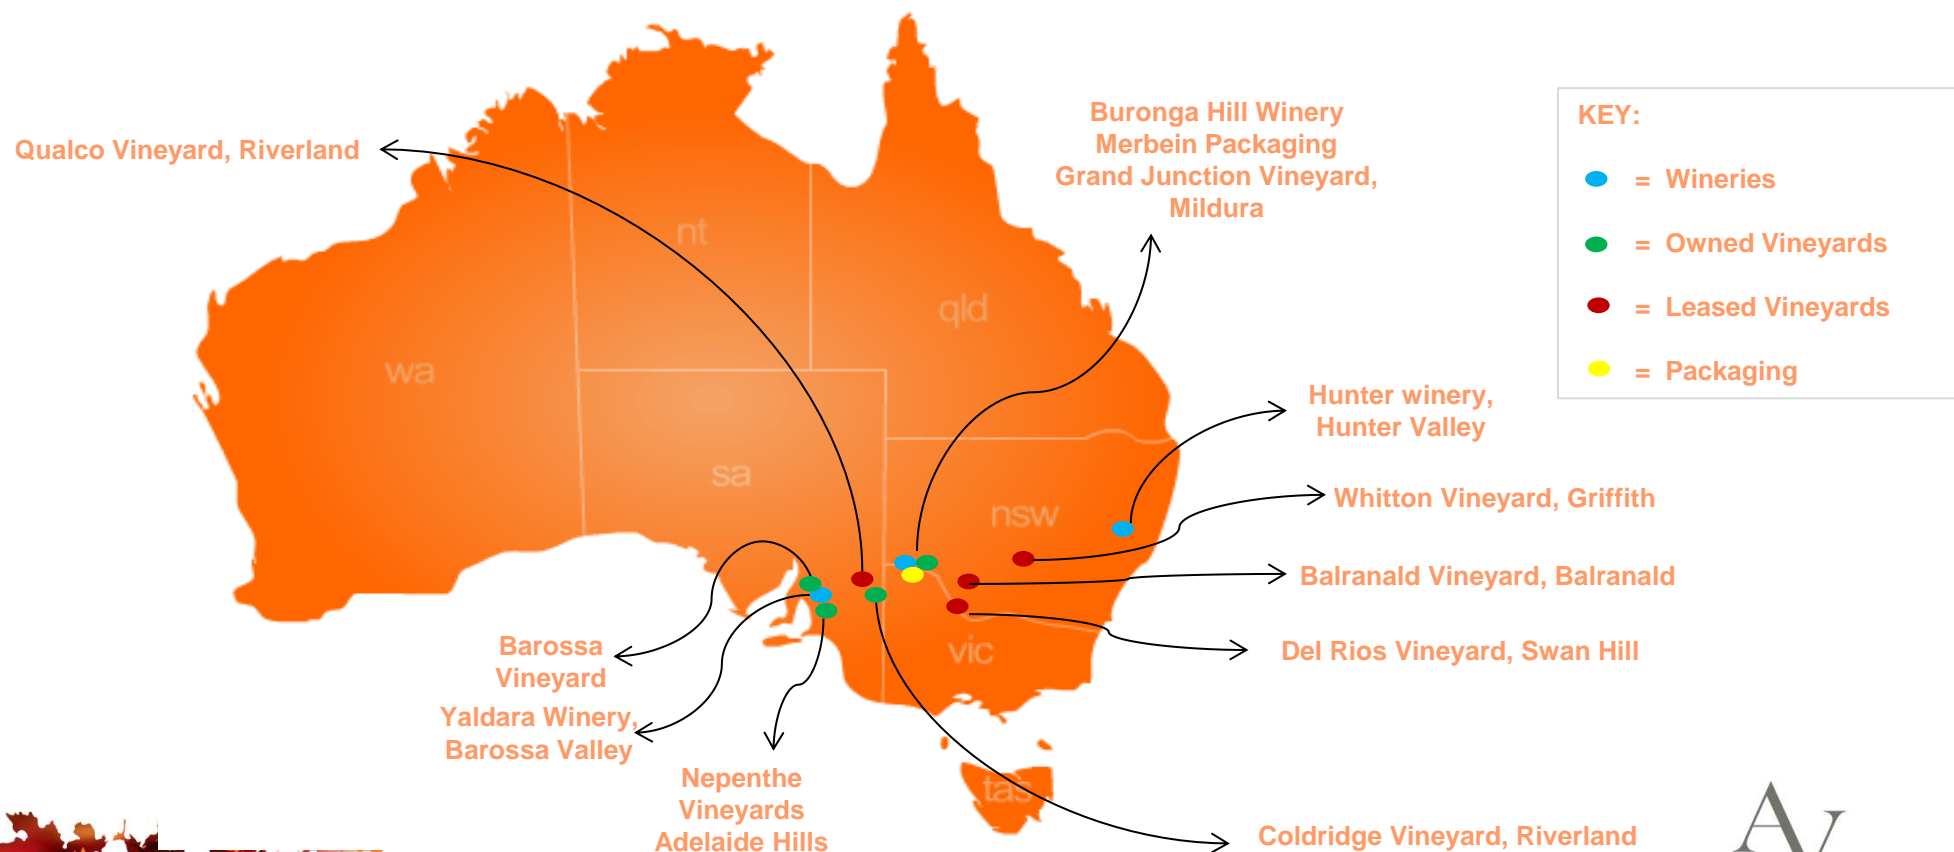 Qualco Vineyard, Riverland
Buronga Hill Winery
Merbein Packaging
Grand Junction Vineyard,
Mildura
KEY:
= Wineries
= Owned Vineyards
= Leased Vineyards
= Packaging
nt
qld
wa
sa
nsw
vic
tas
Hunter winery,
Hunter Valley
Whitton Vineyard, Griffith
Balranald Vineyard, Balranald
Del Rios Vineyard, Swan Hill
Barossa
Vineyard
Yaldara Winery,
Barossa Valley
Nepenthe
Vineyards
Adelaide Hills
Coldridge Vineyard, Riverland